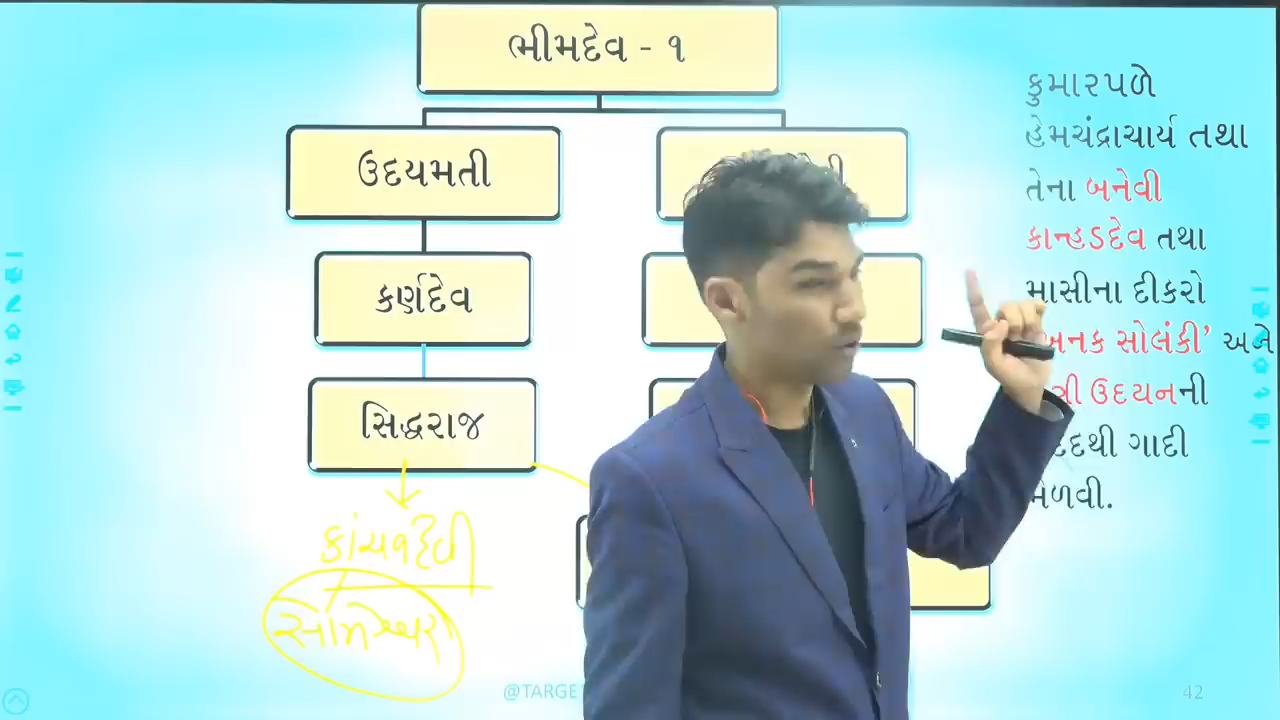 ભીમદેવ - ૧
ઉદયમતી
કર્ણદેવ
સિદ્ધરાજ
કાંચનદેવી
સોમેશ્વર
કુમારપળે
હેમચંદ્રાચાર્ય તથા
તેના બનેવી
કાન્હડદેવ તથા
માસીના દીકરો
સોલંકી’ અને
ઉદયનની
ગાદી
મેળવી.
@TARGE
42